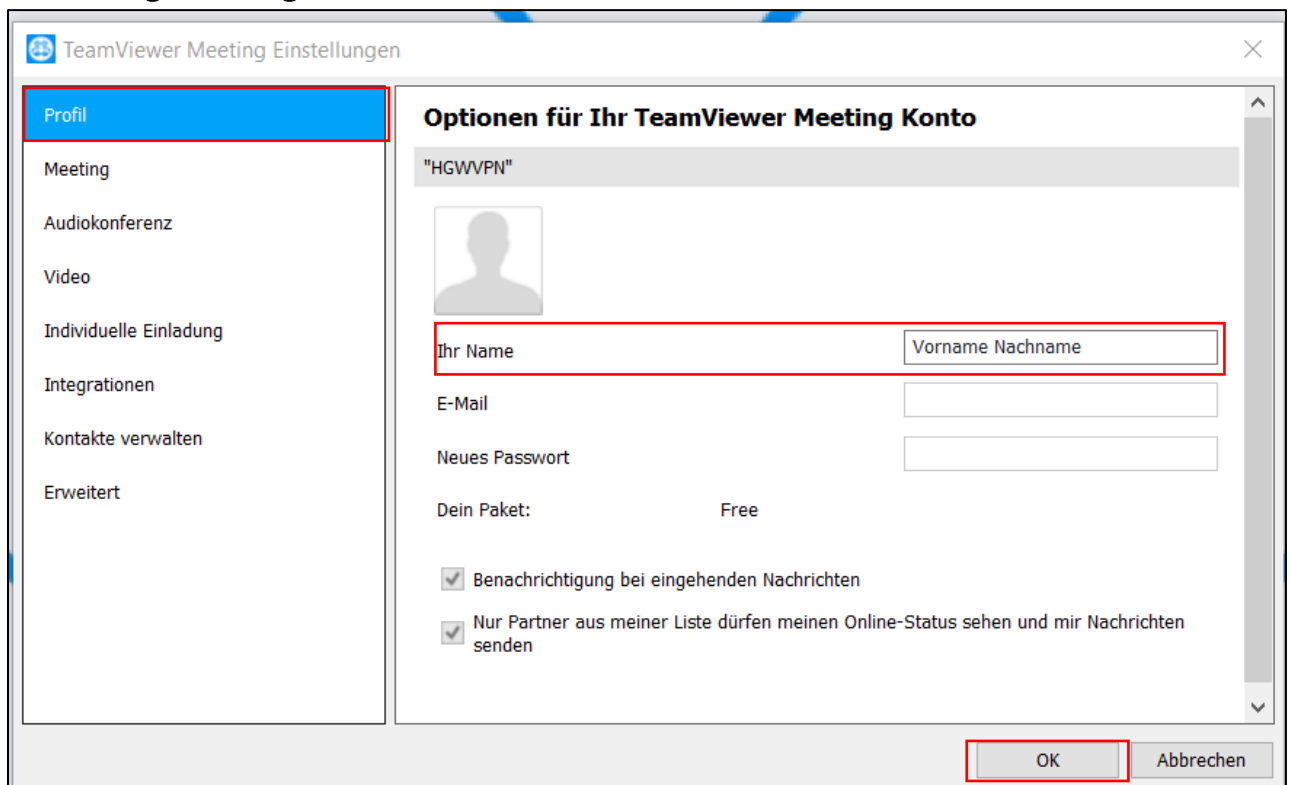 TeamViewer Meeting Einstellungen
Profil
Meeting
Audiokonferenz
Video
Individuelle Einladung
Integrationen
Kontakte verwalten
Erweitert
Optionen für Ihr TeamViewer Meeting Konto
"HGWVPN"
Ihr Name Vorname Nachname
E-Mail
Neues Passwort
Dein Paket: Free
Benachrichtigung bei eingehenden Nachrichten
Nur Partner aus meiner Liste dürfen meinen Online-Status sehen und mir Nachrichten
senden
OK Abbrechen